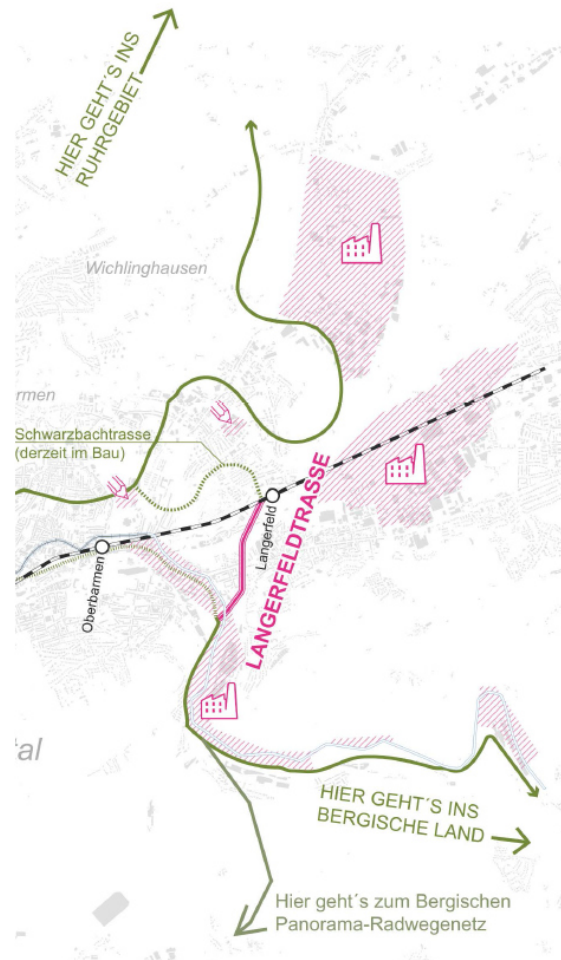 HIER GEHT´S INS
RUHRGEBIET
Wichlinghausen
rmen
Schwarzbachtrasse
(derzeit im Bau)
Langerfeld
Oberbarmen
LANGERFELDTRASSE
al
HIER GEHT´S INS
BERGISCHE LAND
Hier geht´s zum Bergischen
Panorama-Radwegenetz